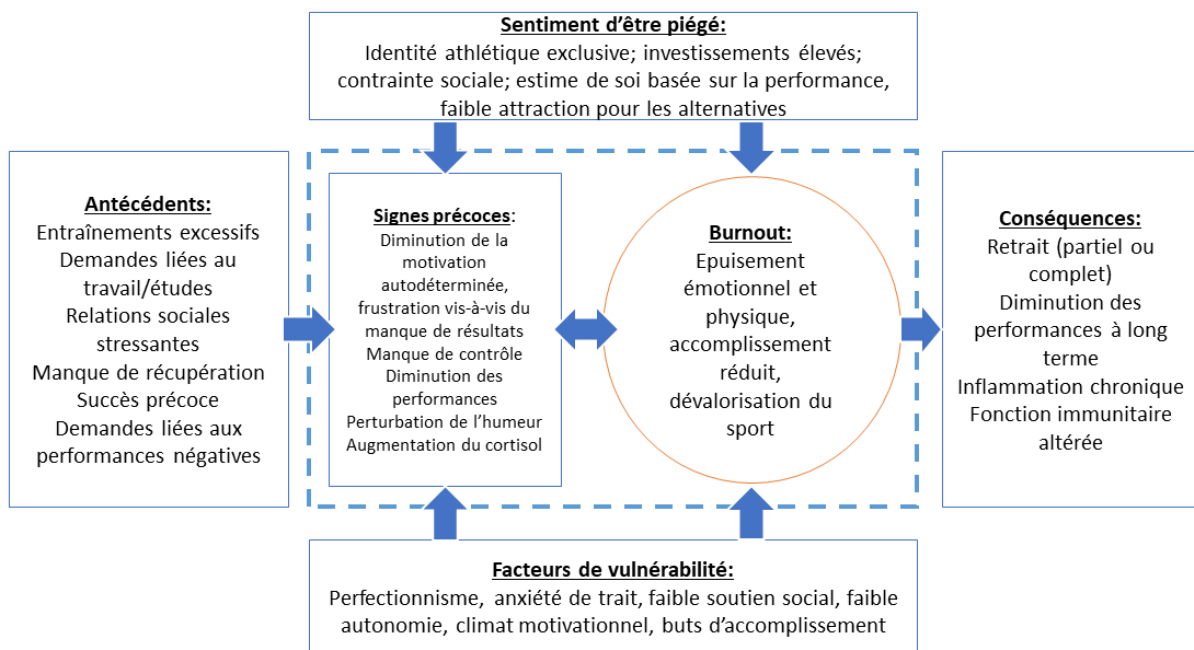 Sentiment d'être piégé:
Identité athlétique exclusive; investissements élevés;
contrainte sociale; estime de soi basée sur la performance,
faible attraction pour les alternatives
Antécédents:
Entraînements excessifs
Demandes liées au
travail/études
Relations sociales
stressantes
Manque de récupération
Succès précoce
Demandes liées aux
performances négatives
Signes précoces:
Diminution de la
motivation
autodéterminée,
frustration vis-à-vis du
manque de résultats
Manque de contrôle
Diminution des
performances
Perturbation de l'humeur
Augmentation du cortisol
Burnout:
Epuisement
émotionnel et
physique,
accomplissement
réduit,
dévalorisation du
sport
Conséquences:
Retrait (partiel ou
complet)
Diminution des
performances à long
terme
Inflammation chronique
Fonction immunitaire
altérée
Facteurs de vulnérabilité:
Perfectionnisme, anxiété de trait, faible soutien social, faible
autonomie, climat motivationnel, buts d'accomplissement